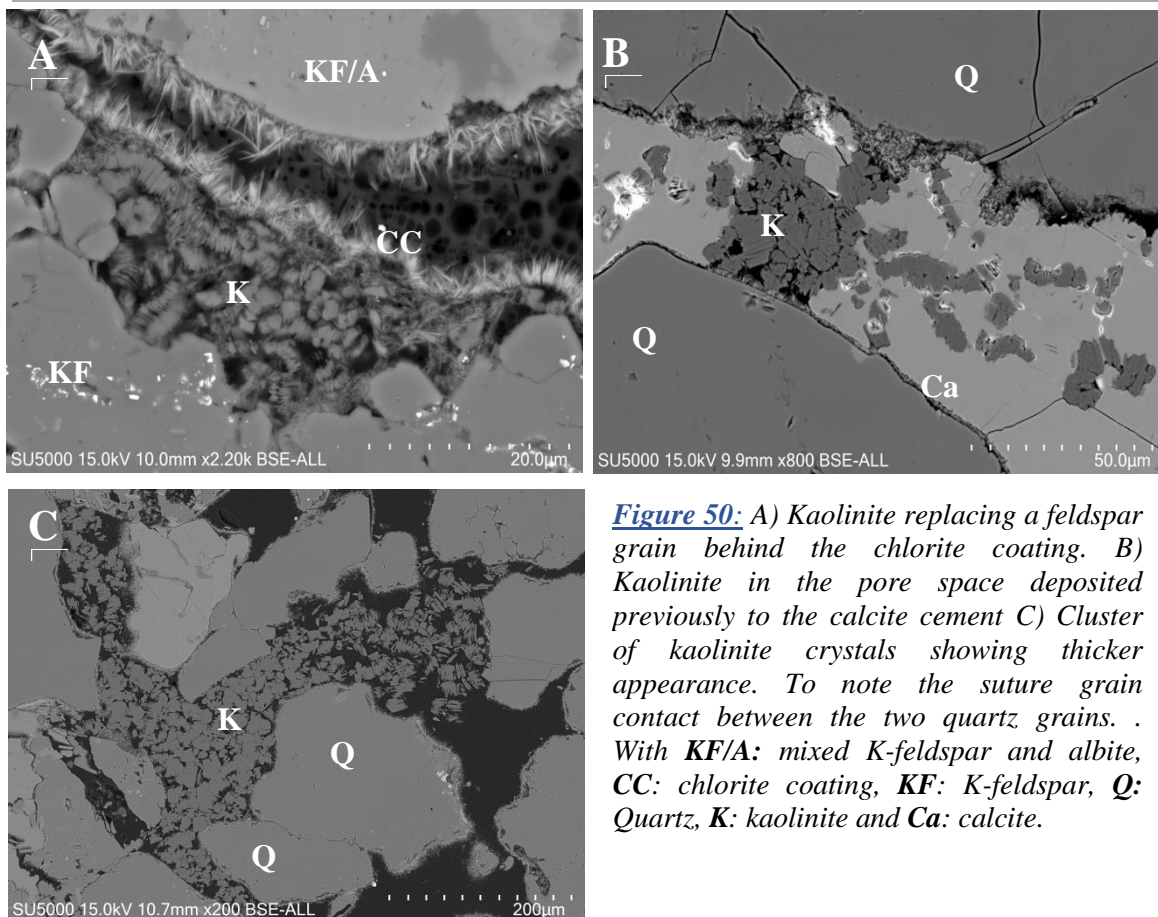 A
KF/A
CC
K
KF
SU5000 15.0kV 10.0mm x2.20k BSE-ALL 20.0µm
B
Q
K
Q
Ca
SU5000 15.0kV 9.9mm x800 BSE-ALL 50.0µm
C
K
Q
Q
SU5000 15.0kV 10.7mm x200 BSE-ALL 200µm
Figure 50: A) Kaolinite replacing a feldspar
grain behind the chlorite coating. B)
Kaolinite in the pore space deposited
previously to the calcite cement C) Cluster
of kaolinite crystals showing thicker
appearance. To note the suture grain
contact between the two quartz grains. .
With KF/A: mixed K-feldspar and albite,
CC: chlorite coating, KF: K-feldspar, Q:
Quartz, K: kaolinite and Ca: calcite.